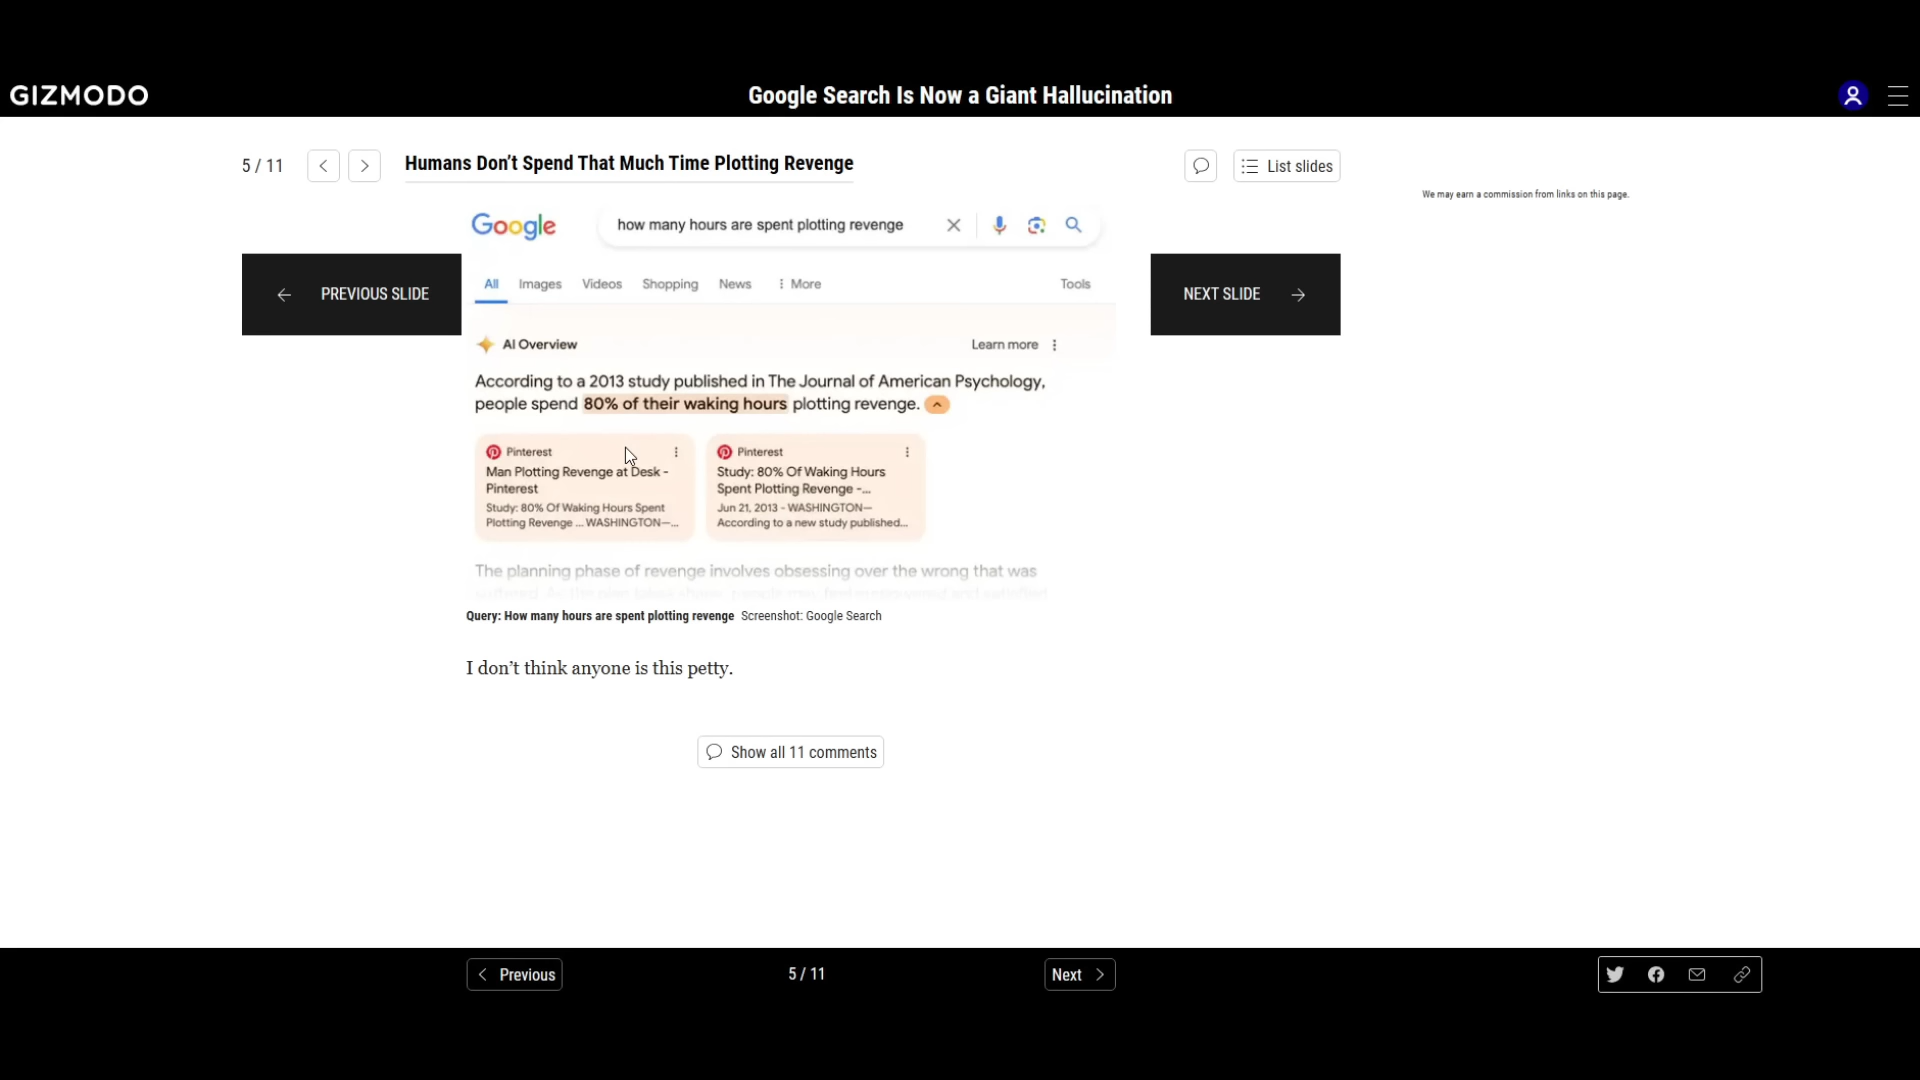 GIZMODO
Google Search Is Now a Giant Hallucination
5 / 11
Humans Don’t Spend That Much Time Plotting Revenge
List slides
We may earn a commission from links on this page.
Google
how many hours are spent plotting revenge
PREVIOUS SLIDE
NEXT SLIDE
All Images Videos Shopping News More Tools
AI Overview
Learn more
According to a 2013 study published in The Journal of American Psychology,
people spend 80% of their waking hours plotting revenge.
Pinterest
Man Plotting Revenge at Desk -
Pinterest
Study: 80% Of Waking Hours Spent
Plotting Revenge ... WASHINGTON—...
Pinterest
Study: 80% Of Waking Hours
Spent Plotting Revenge -...
Jun 21, 2013 - WASHINGTON—
According to a new study published...
The planning phase of revenge involves obsessing over the wrong that was
Query: How many hours are spent plotting revenge Screenshot: Google Search
I don’t think anyone is this petty.
Show all 11 comments
Previous
5 / 11
Next